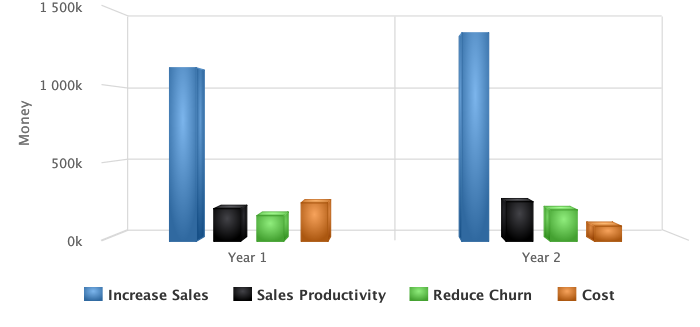 1 500k
1 000k
500k
0k
Money
Year 1
Year 2
Increase Sales
Sales Productivity
Reduce Churn
Cost